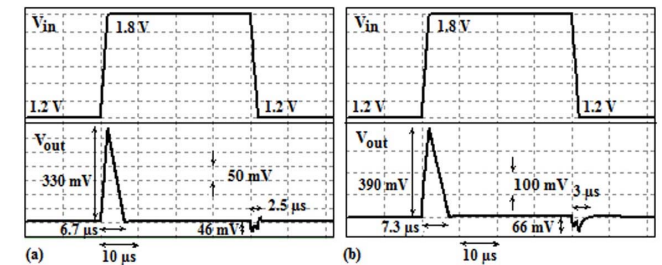 Vin
1.8 V
1.2 V
1.2 V
Vout
330 mV
50 mV
2.5 µs
6.7 µs
46 mV
(a)
10 µs
Vin
1.8 V
1.2 V
1.2 V
Vout
390 mV
100 mV
3 µs
7.3 µs
66 mV
(b)
10 µs